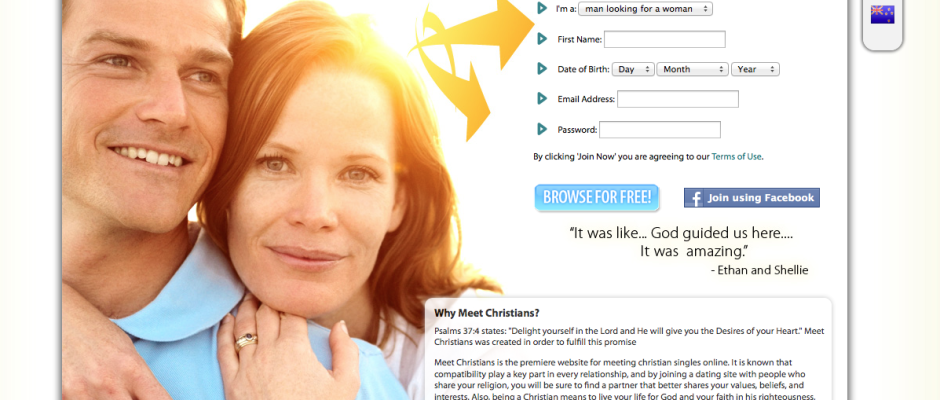 I'm a: man looking for a woman
First Name:
Date of Birth: Day Month Year
Email Address:
Password:
By clicking 'Join Now' you are agreeing to our Terms of Use.
BROWSE FOR FREE! f Join using Facebook
“It was like... God guided us here....
It was amazing.”
- Ethan and Shellie
Why Meet Christians?
Psalms 37:4 states: "Delight yourself in the Lord and He will give you the Desires of your Heart." Meet
Christians was created in order to fulfill this promise
Meet Christians is the premiere website for meeting christian singles online. It is known that
compatibility play a key part in every relationship, and by joining a dating site with people who
share your religion, you will be sure to find a partner that better shares your values, beliefs, and
interests. Also, being a Christian means to live your life for God and your faith in his righteousness.